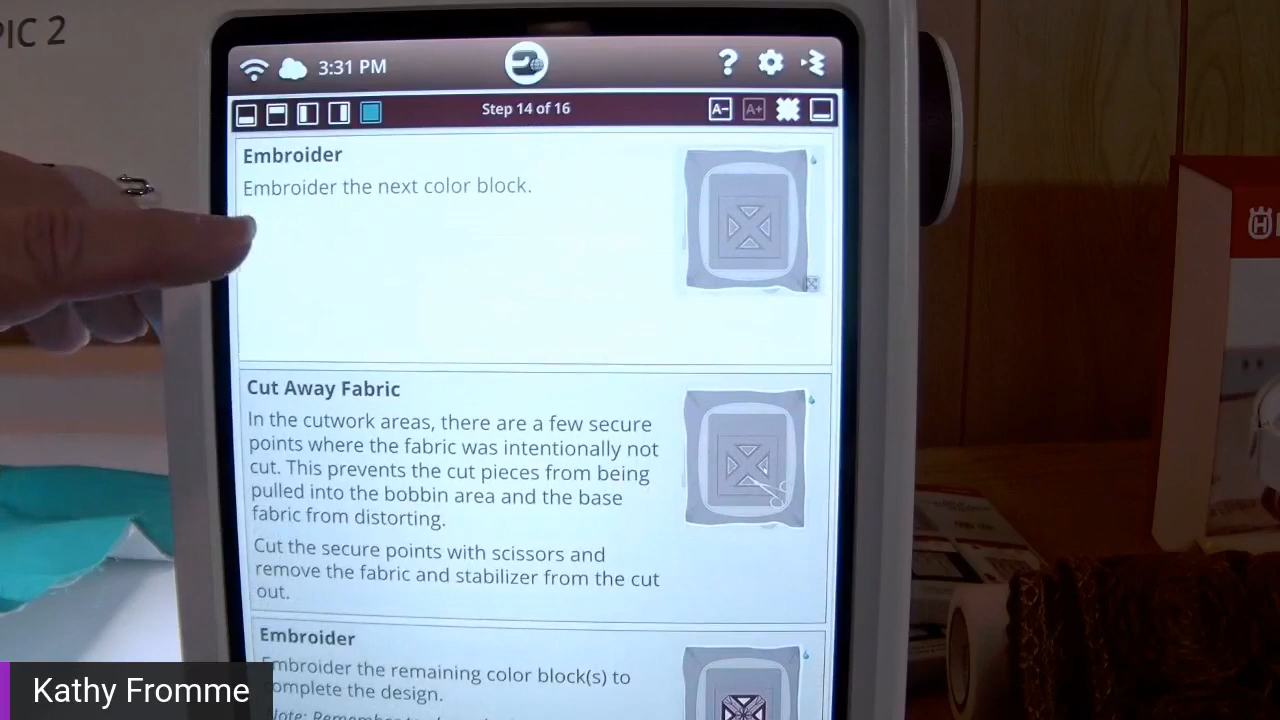 PIC 2
3:31 PM
Step 14 of 16
A-
A+
Embroider
Embroider the next color block.
Cut Away Fabric
In the cutwork areas, there are a few secure
points where the fabric was intentionally not
cut. This prevents the cut pieces from being
pulled into the bobbin area and the base
fabric from distorting.
Cut the secure points with scissors and
remove the fabric and stabilizer from the cut
out.
Embroider
Embroider the remaining color block(s) to
omplete the design.
Kathy Fromme